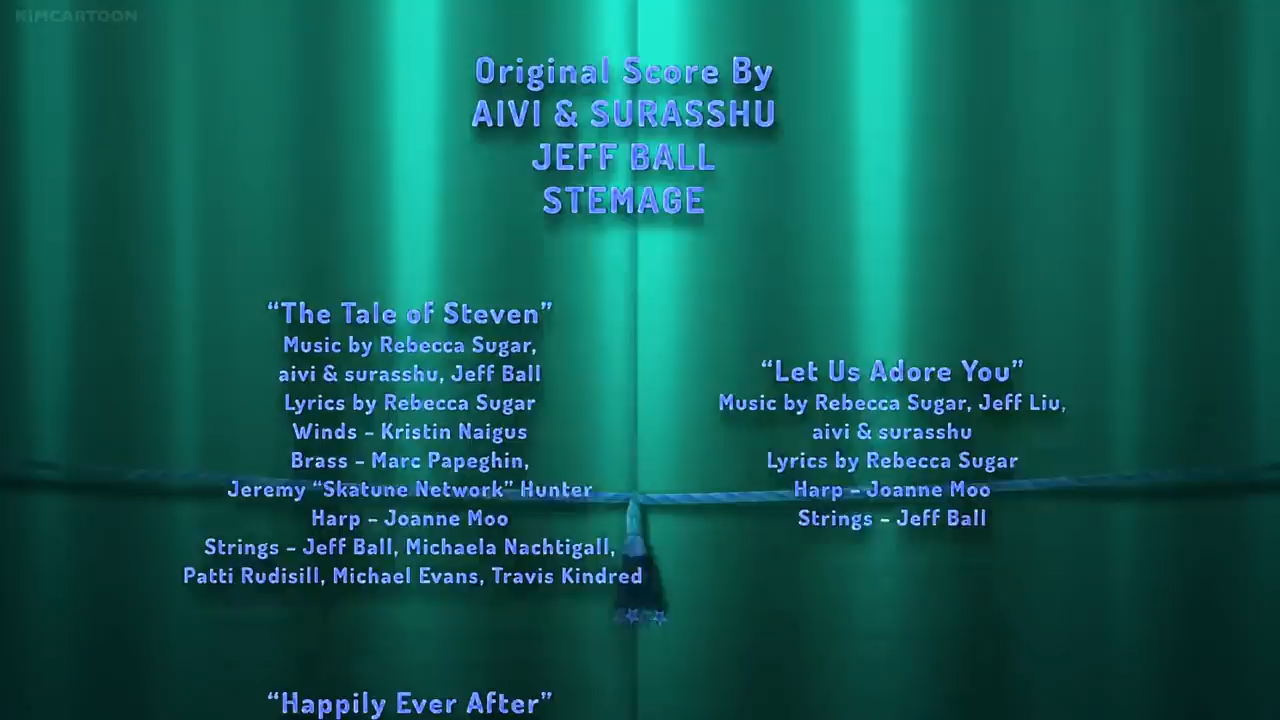 KIMCARTOON
Original Score By
AIVI & SURASSHU
JEFF BALL
STEMAGE
“The Tale of Steven”
Music by Rebecca Sugar,
aivi & surasshu, Jeff Ball
Lyrics by Rebecca Sugar
Winds – Kristin Naigus
Brass – Marc Papeghin,
Jeremy “Skatune Network” Hunter
Harp – Joanne Moo
Strings – Jeff Ball, Michaela Nachtigall,
Patti Rudisill, Michael Evans, Travis Kindred
“Let Us Adore You”
Music by Rebecca Sugar, Jeff Liu,
aivi & surasshu
Lyrics by Rebecca Sugar
Harp – Joanne Moo
Strings – Jeff Ball
“Happily Ever After”